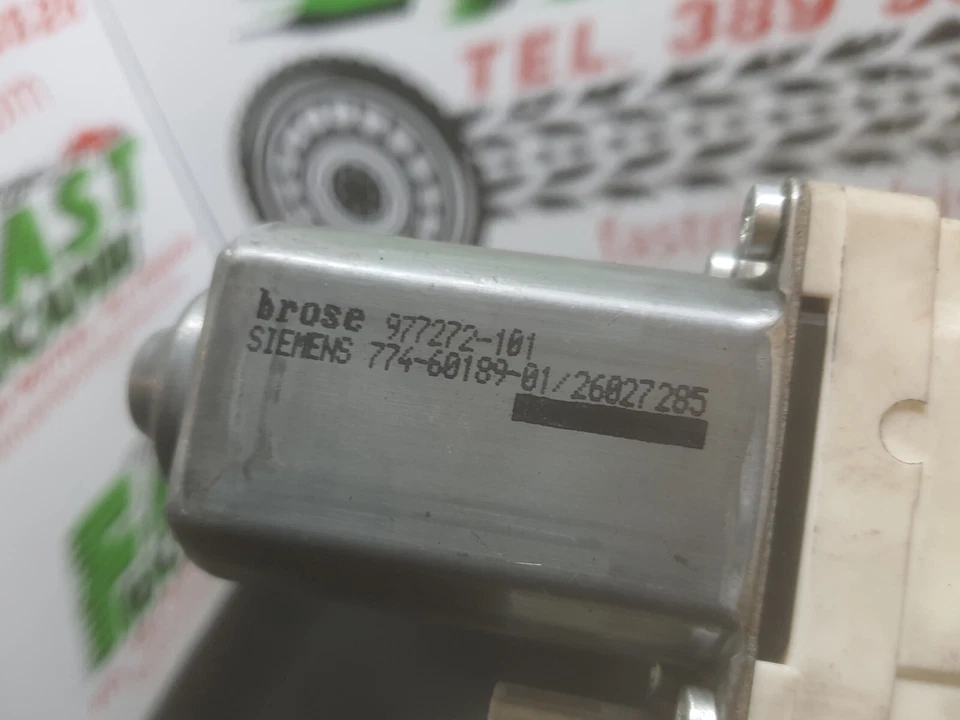 TEL. 389
AST
brose 977272-101
SIEMENS 774-60189-01/26027285